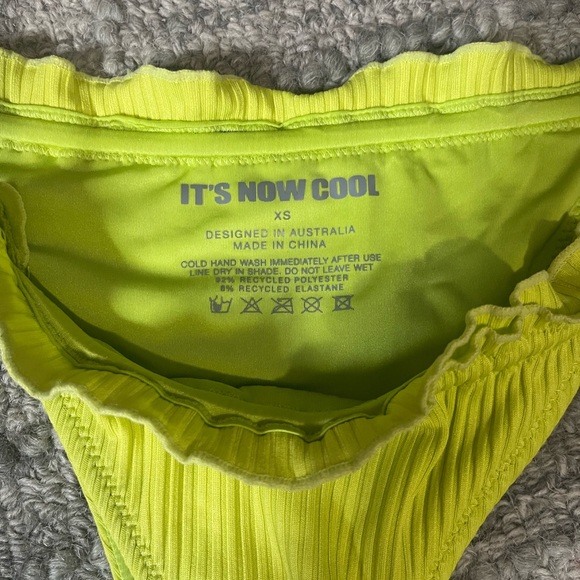 IT'S NOW COOL
XS
DESIGNED IN AUSTRALIA
MADE IN CHINA
COLD HAND WASH IMMEDIATELY AFTER USE
LINE DRY IN SHADE. DO NOT LEAVE WET
92% RECYCLED POLYESTER
8% RECYCLED ELASTANE